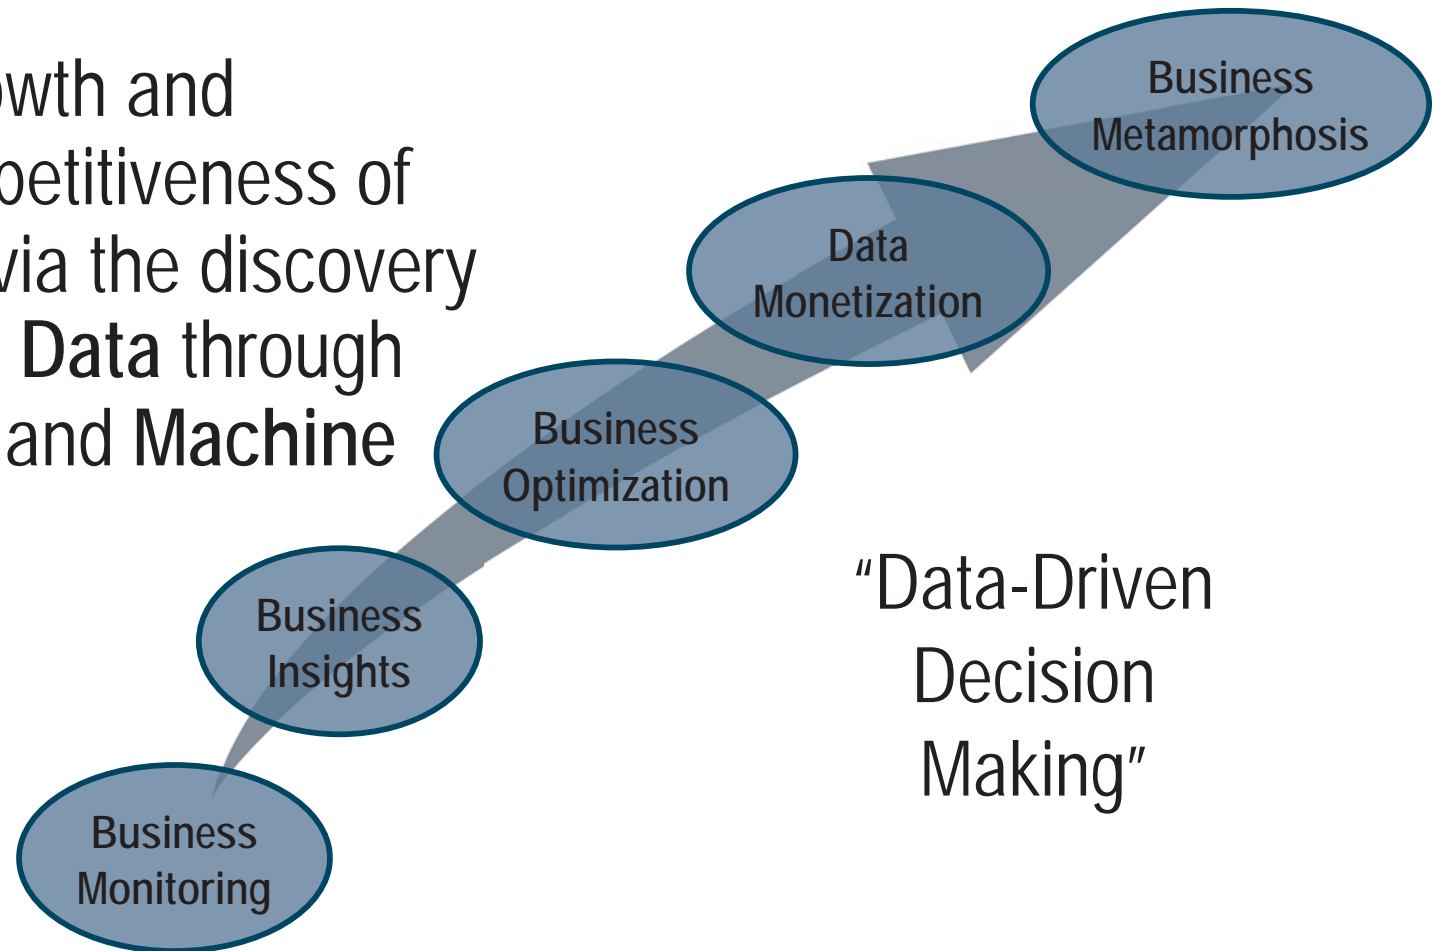 owth and
petitiveness of
via the discovery
Data through
and Machine
Business
Metamorphosis
Data
Monetization
Business
Optimization
Business
Insights
Business
Monitoring
“Data-Driven
Decision
Making”